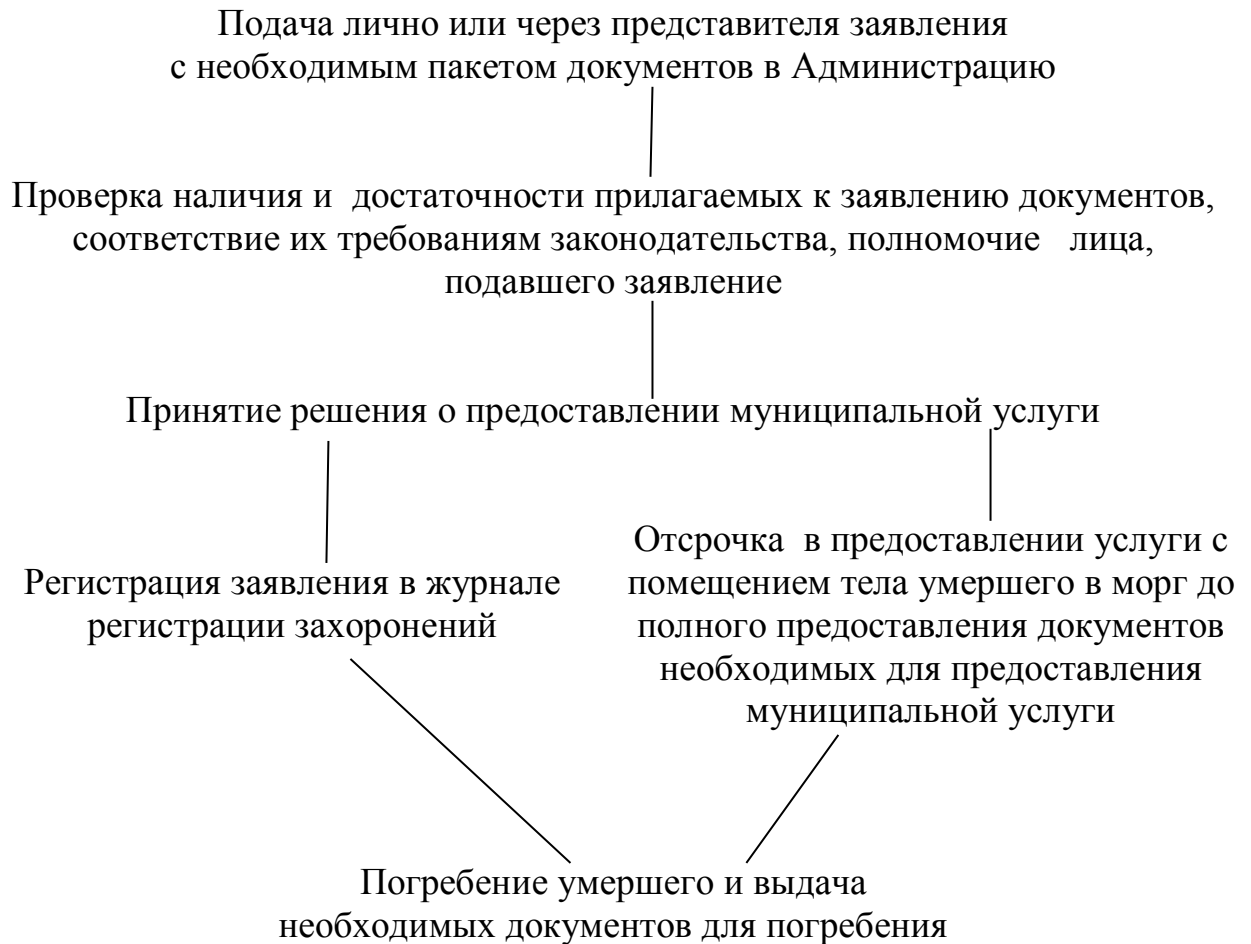 Подача лично или через представителя заявления
с необходимым пакетом документов в Администрацию
Проверка наличия и достаточности прилагаемых к заявлению документов,
соответствие их требованиям законодательства, полномочие лица,
подавшего заявление
Принятие решения о предоставлении муниципальной услуги
Регистрация заявления в журнале
регистрации захоронений
Отсрочка в предоставлении услуги с
помещением тела умершего в морг до
полного предоставления документов
необходимых для предоставления
муниципальной услуги
Погребение умершего и выдача
необходимых документов для погребения